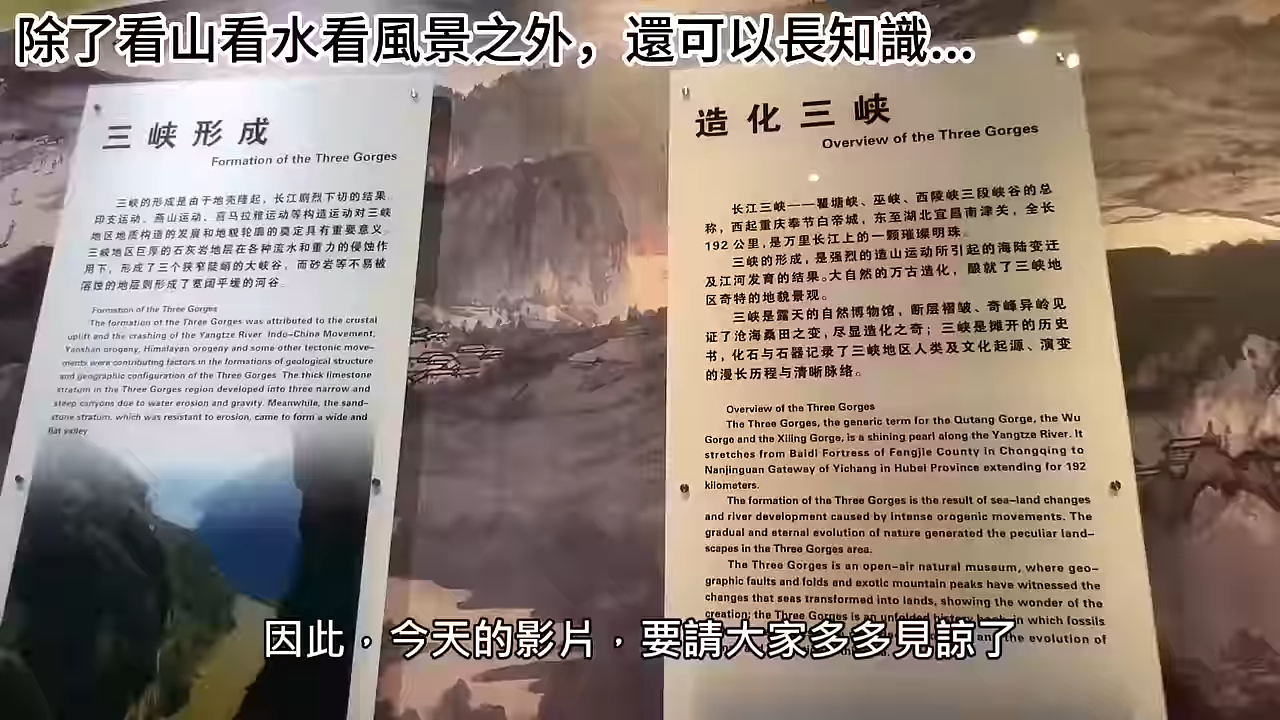 除了看山看水看風景之外，還可以長知識...
三峡形成
Formation of the Three Gorges
三峡的形成是由于地壳隆起，长江剧烈下切的结果。
印支运动、燕山运动、喜马拉雅运动等构造运动对三峡
地区地质构造的发展和地貌轮廓的奠定具有重要意义。
三峡地区巨厚的石灰岩地层在各种流水和重力的侵蚀作
用下，形成了三个狭窄陡峭的大峡谷，而砂岩等不易被
溶蚀的地层则形成了宽阔平缓的河谷。
Formation of the Three Gorges
The formation of the Three Gorges was attributed to the crustal
uplift and the crashing of the Yangtze River. Indo-China Movement,
Yanshan orogeny, Himalayan orogeny and some other tectonic move-
ments were contributing factors in the formations of geological structure
and geographic configuration of the Three Gorges. The thick limestone
stratum in the Three Gorges region developed into three narrow and
steep canyons due to water erosion and gravity. Meanwhile, the sand-
stone stratum, which was resistant to erosion, came to form a wide and
flat valley
造化三峡
Overview of the Three Gorges
长江三峡——瞿塘峡、巫峡、西陵峡三段峡谷的总
称，西起重庆奉节白帝城，东至湖北宜昌南津关，全长
192公里，是万里长江上的一颗璀璨明珠。
三峡的形成，是强烈的造山运动所引起的海陆变迁
及江河发育的结果。大自然的万古造化，酿就了三峡地
区奇特的地貌景观。
三峡是露天的自然博物馆，断层褶皱、奇峰异岭见
证了沧海桑田之变，尽显造化之奇；三峡是摊开的历史
书，化石与石器记录了三峡地区人类及文化起源、演变
的漫长历程与清晰脉络。
Overview of the Three Gorges
The Three Gorges, the generic term for the Qutang Gorge, the Wu
Gorge and the Xiling Gorge, is a shining pearl along the Yangtze River. It
stretches from Baidi Fortress of Fengjie County in Chongqing to
Nanjinguan Gateway of Yichang in Hubei Province extending for 192
kilometers.
The formation of the Three Gorges is the result of sea-land changes
and river development caused by intense orogenic movements. The
gradual and eternal evolution of nature generated the peculiar land-
scapes in the Three Gorges area.
The Three Gorges is an open-air natural museum, where geo-
graphic faults and folds and exotic mountain peaks have witnessed the
changes that seas transformed into lands, showing the wonder of the
creation; the Three Gorges is an unfolded history book, in which fossils
and the evolution of
因此，今天的影片，要請大家多多見諒了